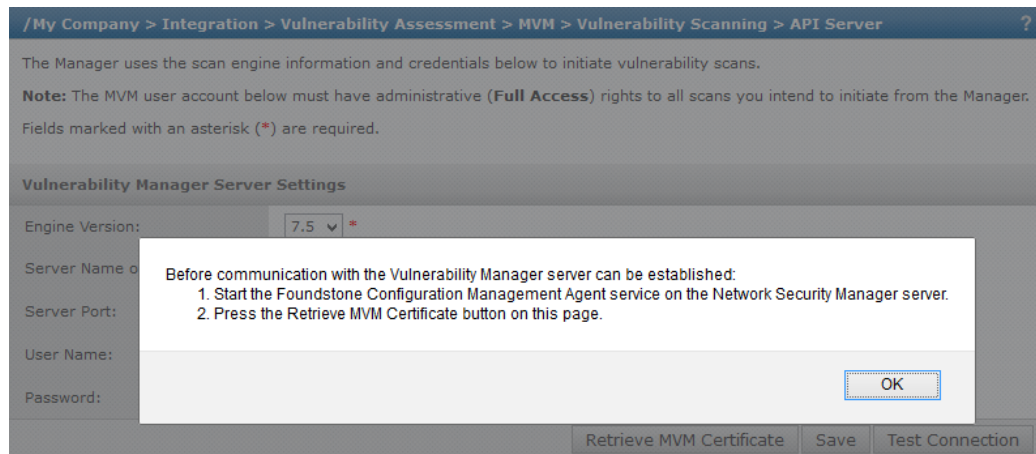 /My Company > Integration > Vulnerability Assessment > MVM > Vulnerability Scanning > API Server ?
The Manager uses the scan engine information and credentials below to initiate vulnerability scans.
Note: The MVM user account below must have administrative (Full Access) rights to all scans you intend to initiate from the Manager.
Fields marked with an asterisk (*) are required.
Vulnerability Manager Server Settings
Engine Version: 7.5 *
Server Name o
Before communication with the Vulnerability Manager server can be established:
1. Start the Foundstone Configuration Management Agent service on the Network Security Manager server.
2. Press the Retrieve MVM Certificate button on this page.
Server Port:
User Name:
Password:
OK
Retrieve MVM Certificate Save Test Connection